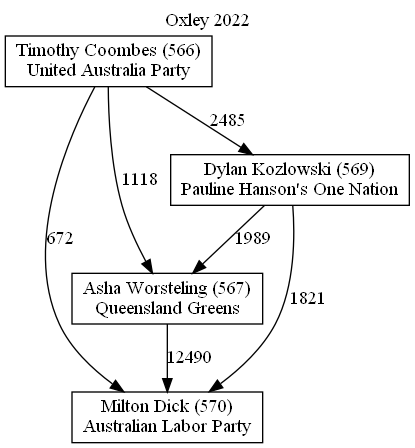 Oxley 2022
Timothy Coombes (566)
United Australia Party
2485
Dylan Kozlowski (569)
Pauline Hanson's One Nation
1118
672
1989
Asha Worsteling (567)
Queensland Greens
1821
12490
Milton Dick (570)
Australian Labor Party